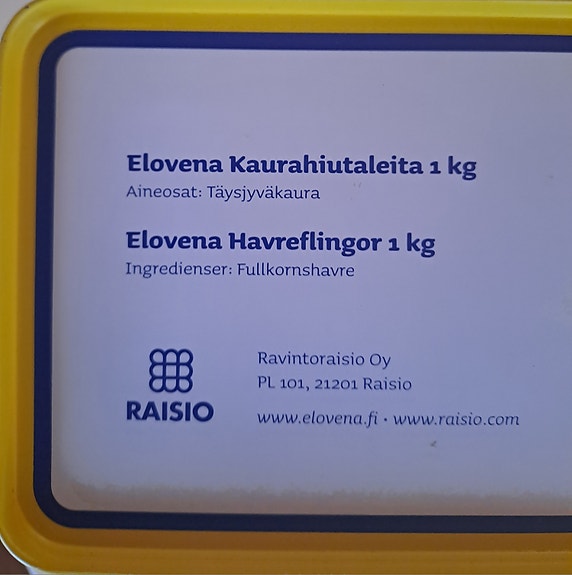 Elovena Kaurahiutaleita 1 kg
Aineosat: Täysjyväkaura
Elovena Havreflingor 1 kg
Ingredienser: Fullkornshavre
RAISIO
Ravintoraisio Oy
PL 101, 21201 Raisio
www.elovena.fi • www.raisio.com